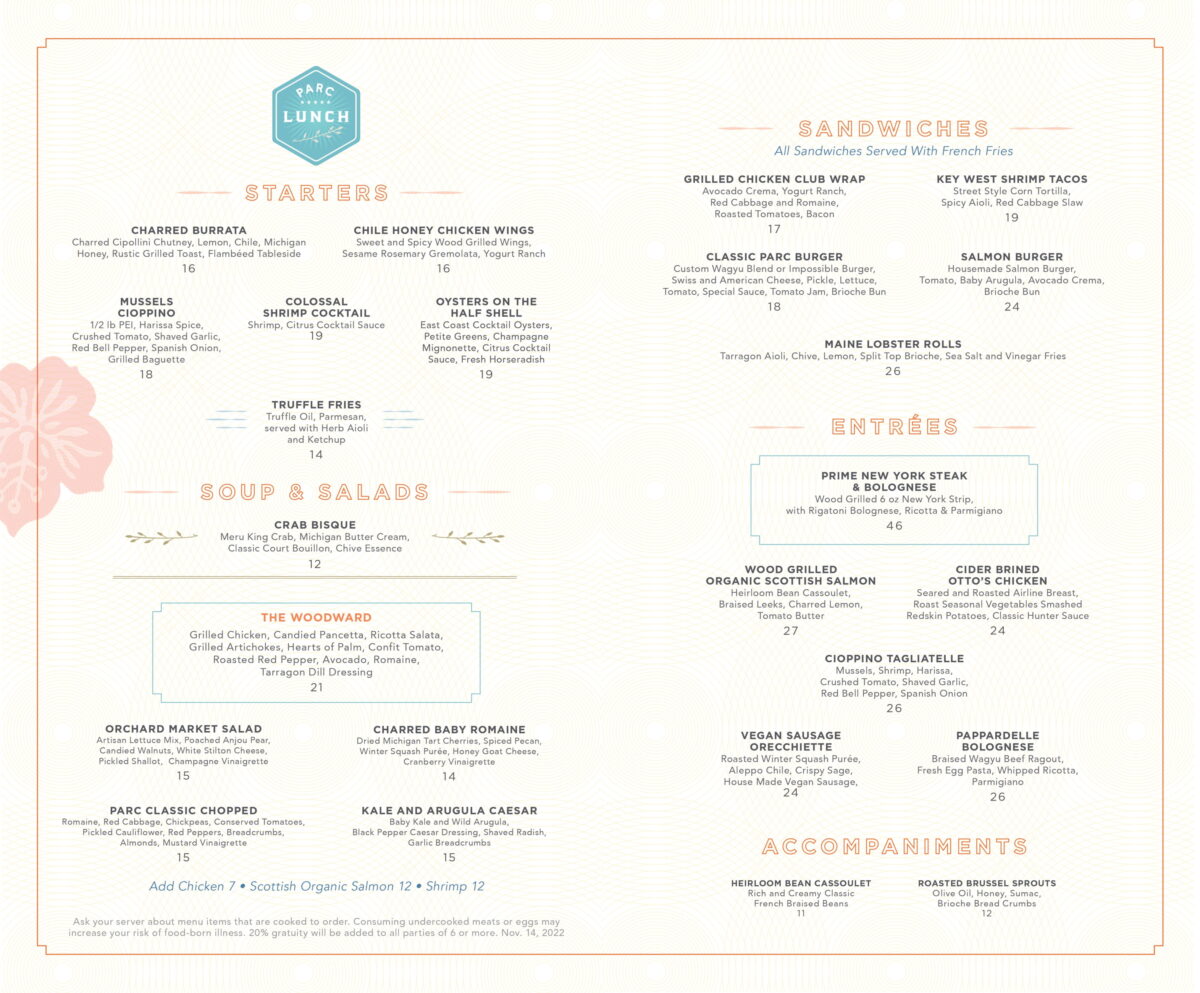 PARC
LUNCH
STARTERS
CHARRED BURRATA
Charred Cipollini Chutney, Lemon, Chile, Michigan
Honey, Rustic Grilled Toast, Flambéed Tableside
16
CHILE HONEY CHICKEN WINGS
Sweet and Spicy Wood Grilled Wings,
Sesame Rosemary Gremolata, Yogurt Ranch
16
MUSSELS
CIOPPINO
1/2 lb PEI, Harissa Spice,
Crushed Tomato, Shaved Garlic,
Red Bell Pepper, Spanish Onion,
Grilled Baguette
18
COLOSSAL
SHRIMP COCKTAIL
Shrimp, Citrus Cocktail Sauce
19
OYSTERS ON THE
HALF SHELL
East Coast Cocktail Oysters,
Petite Greens, Champagne
Mignonette, Citrus Cocktail
Sauce, Fresh Horseradish
19
TRUFFLE FRIES
Truffle Oil, Parmesan,
served with Herb Aioli
and Ketchup
14
SOUP & SALADS
CRAB BISQUE
Meru King Crab, Michigan Butter Cream,
Classic Court Bouillon, Chive Essence
12
THE WOODWARD
Grilled Chicken, Candied Pancetta, Ricotta Salata,
Grilled Artichokes, Hearts of Palm, Confit Tomato,
Roasted Red Pepper, Avocado, Romaine,
Tarragon Dill Dressing
21
ORCHARD MARKET SALAD
Artisan Lettuce Mix, Poached Anjou Pear,
Candied Walnuts, White Stilton Cheese,
Pickled Shallot, Champagne Vinaigrette
15
CHARRED BABY ROMAINE
Dried Michigan Tart Cherries, Spiced Pecan,
Winter Squash Purée, Honey Goat Cheese,
Cranberry Vinaigrette
14
PARC CLASSIC CHOPPED
Romaine, Red Cabbage, Chickpeas, Conserved Tomatoes,
Pickled Cauliflower, Red Peppers, Breadcrumbs,
Almonds, Mustard Vinaigrette
15
KALE AND ARUGULA CAESAR
Baby Kale and Wild Arugula,
Black Pepper Caesar Dressing, Shaved Radish,
Garlic Breadcrumbs
15
Add Chicken 7 • Scottish Organic Salmon 12 • Shrimp 12
Ask your server about menu items that are cooked to order. Consuming undercooked meats or eggs may
increase your risk of food-born illness. 20% gratuity will be added to all parties of 6 or more. Nov. 14, 2022
SANDWICHES
All Sandwiches Served With French Fries
GRILLED CHICKEN CLUB WRAP
Avocado Crema, Yogurt Ranch,
Red Cabbage and Romaine,
Roasted Tomatoes, Bacon
17
KEY WEST SHRIMP TACOS
Street Style Corn Tortilla,
Spicy Aioli, Red Cabbage Slaw
19
CLASSIC PARC BURGER
Custom Wagyu Blend or Impossible Burger,
Swiss and American Cheese, Pickle, Lettuce,
Tomato, Special Sauce, Tomato Jam, Brioche Bun
18
SALMON BURGER
Housemade Salmon Burger,
Tomato, Baby Arugula, Avocado Crema,
Brioche Bun
24
MAINE LOBSTER ROLLS
Tarragon Aioli, Chive, Lemon, Split Top Brioche, Sea Salt and Vinegar Fries
26
ENTRÉES
PRIME NEW YORK STEAK
& BOLOGNESE
Wood Grilled 6 oz New York Strip,
with Rigatoni Bolognese, Ricotta & Parmigiano
46
WOOD GRILLED
ORGANIC SCOTTISH SALMON
Heirloom Bean Cassoulet,
Braised Leeks, Charred Lemon,
Tomato Butter
27
CIDER BRINED
OTTO'S CHICKEN
Seared and Roasted Airline Breast,
Roast Seasonal Vegetables Smashed
Redskin Potatoes, Classic Hunter Sauce
24
CIOPPINO TAGLIATELLE
Mussels, Shrimp, Harissa,
Crushed Tomato, Shaved Garlic,
Red Bell Pepper, Spanish Onion
26
VEGAN SAUSAGE
ORECCHIETTE
Roasted Winter Squash Purée,
Aleppo Chile, Crispy Sage,
House Made Vegan Sausage,
24
PAPPARDELLE
BOLOGNESE
Braised Wagyu Beef Ragout,
Fresh Egg Pasta, Whipped Ricotta,
Parmigiano
26
ACCOMPANIMENTS
HEIRLOOM BEAN CASSOULET
Rich and Creamy Classic
French Braised Beans
11
ROASTED BRUSSEL SPROUTS
Olive Oil, Honey, Sumac,
Brioche Bread Crumbs
12